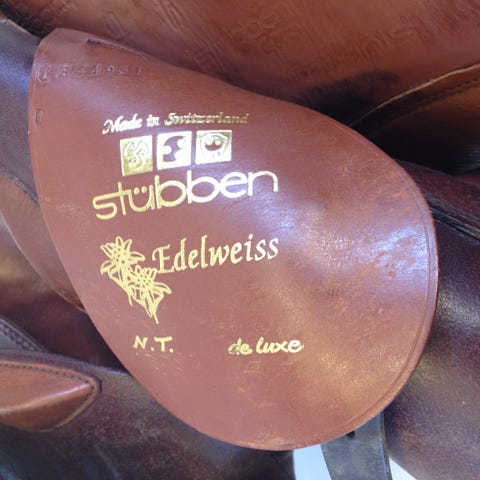 Made in Switzerland
stübben
Edelweiss
N.T. de luxe